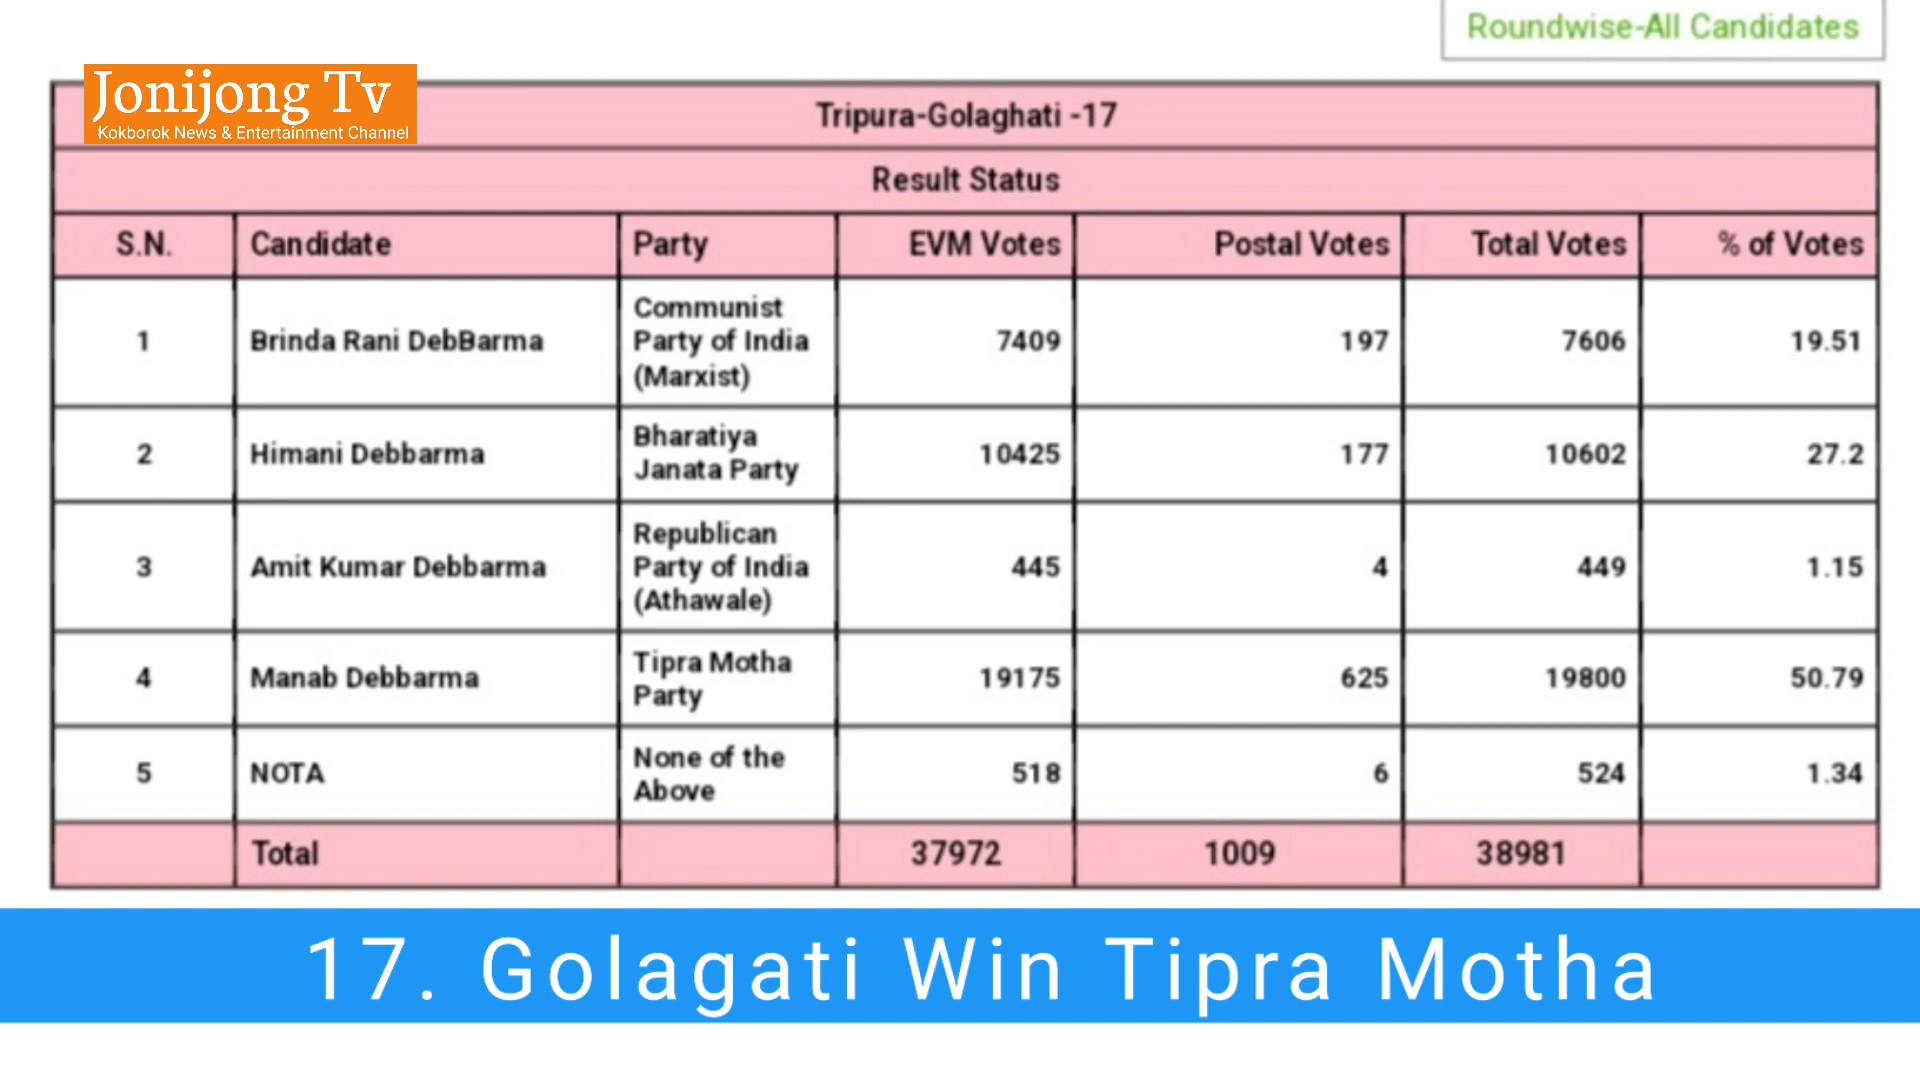 Roundwise-All Candidates
Jonijong Tv
Kokborok News & Entertainment Channel
Tripura-Golaghati -17
Result Status
S.N. Candidate Party EVM Votes Postal Votes Total Votes % of Votes
1 Brinda Rani DebBarma Communist Party of India (Marxist) 7409 197 7606 19.51
2 Himani Debbarma Bharatiya Janata Party 10425 177 10602 27.2
3 Amit Kumar Debbarma Republican Party of India (Athawale) 445 4 449 1.15
4 Manab Debbarma Tipra Motha Party 19175 625 19800 50.79
5 NOTA None of the Above 518 6 524 1.34
Total 37972 1009 38981
17. Golagati Win Tipra Motha